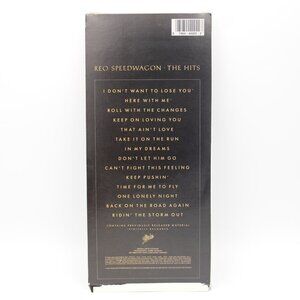 REO SPEEDWAGON · THE HITS
I DON'T WANT TO LOSE YOU*
HERE WITH ME*
ROLL WITH THE CHANGES
KEEP ON LOVING YOU
THAT AIN'T LOVE
TAKE IT ON THE RUN
IN MY DREAMS
DON'T LET HIM GO
CAN'T FIGHT THIS FEELING
KEEP PUSHIN'
TIME FOR ME TO FLY
ONE LONELY NIGHT
BACK ON THE ROAD AGAIN
RIDIN' THE STORM OUT
CONTAINS PREVIOUSLY RELEASED MATERIAL